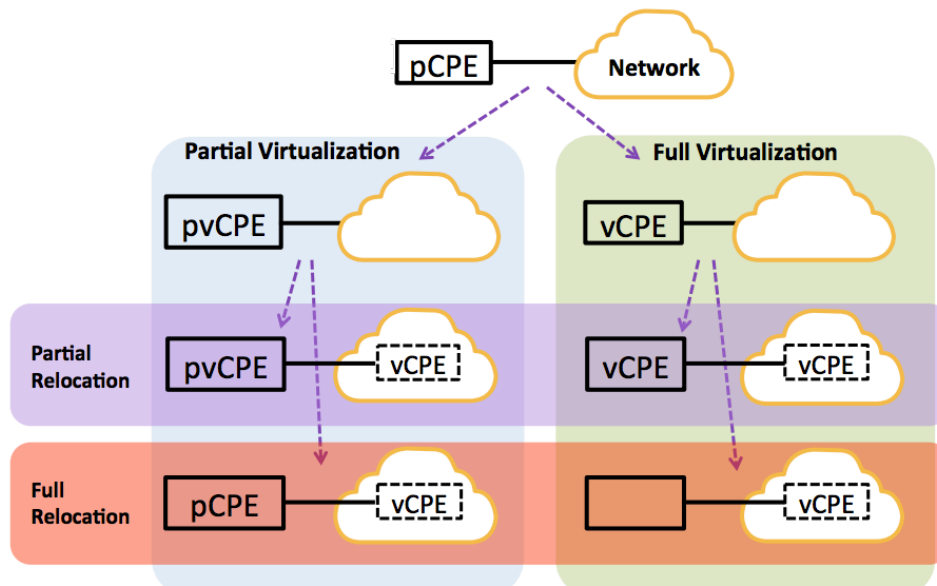 pCPE
Network
Partial Virtualization
Full Virtualization
pvCPE
vCPE
Partial
Relocation
pvCPE
vCPE
vCPE
vCPE
Full
Relocation
pCPE
vCPE
vCPE